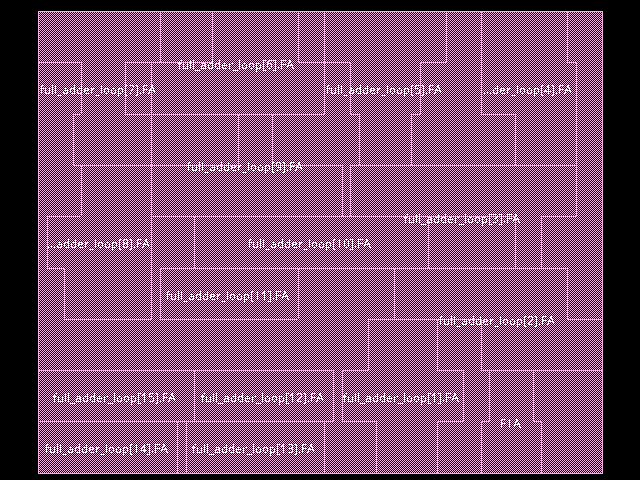 full_adder_loop[6].FA
full_adder_loop[7].FA
full_adder_loop[5].FA
...der_loop[4].FA
full_adder_loop[9].FA
full_adder_loop[3].FA
...adder_loop[8].FA
full_adder_loop[10].FA
full_adder_loop[11].FA
full_adder_loop[2].FA
full_adder_loop[15].FA
full_adder_loop[12].FA
full_adder_loop[1].FA
F A
full_adder_loop[14].FA
full_adder_loop[13].FA